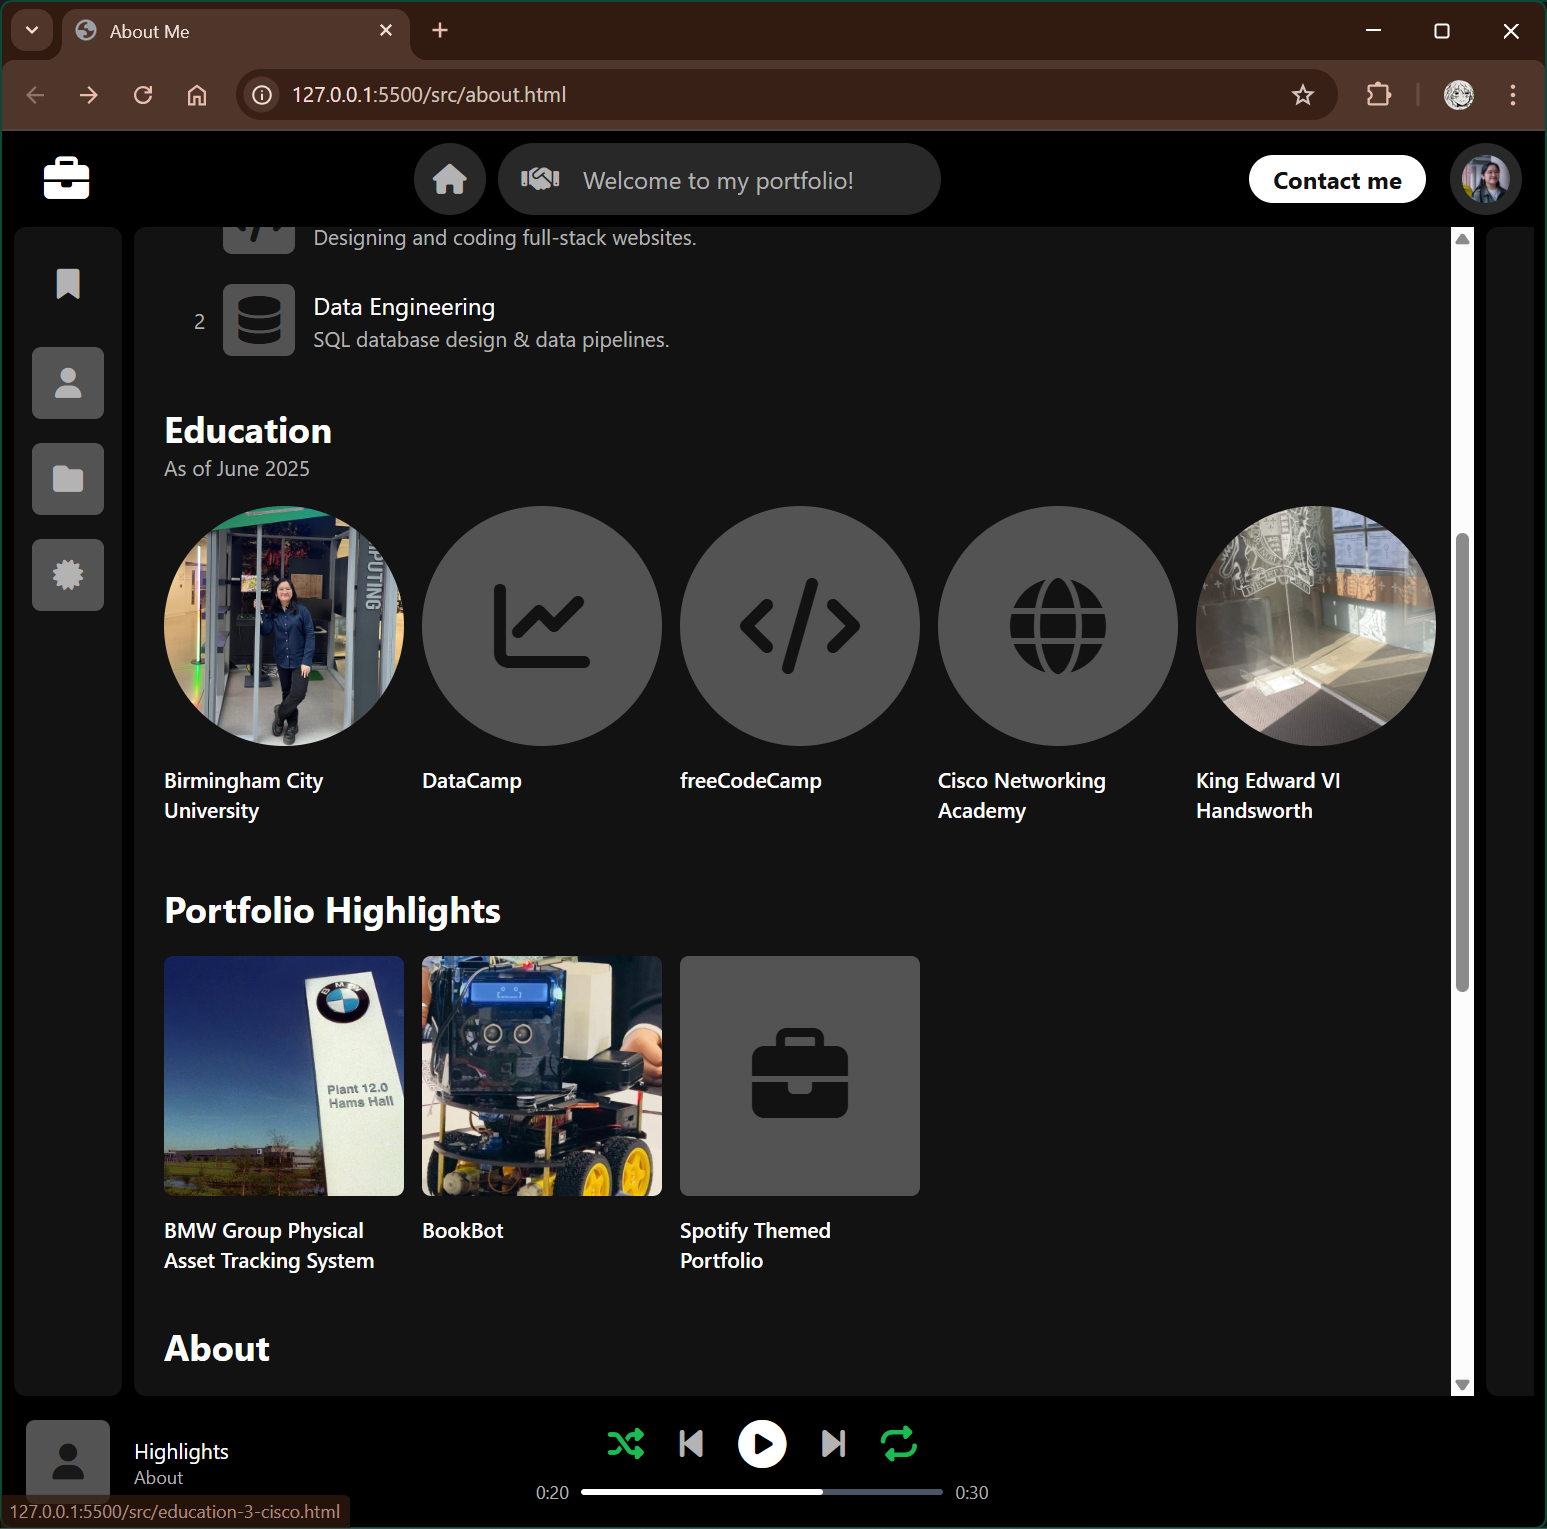 About Me
127.0.0.1:5500/src/about.html
Welcome to my portfolio!
Contact me
Designing and coding full-stack websites.
2
Data Engineering
SQL database design & data pipelines.
Education
As of June 2025
PUTING
Birmingham City
University
DataCamp
freeCodeCamp
Cisco Networking
Academy
King Edward VI
Handsworth
Portfolio Highlights
BMW
Plant 12.0
Hams Hall
BMW Group Physical
Asset Tracking System
BookBot
Spotify Themed
Portfolio
About
Highlights
About
0:20
0:30
127.0.0.1:5500/src/education-3-cisco.html